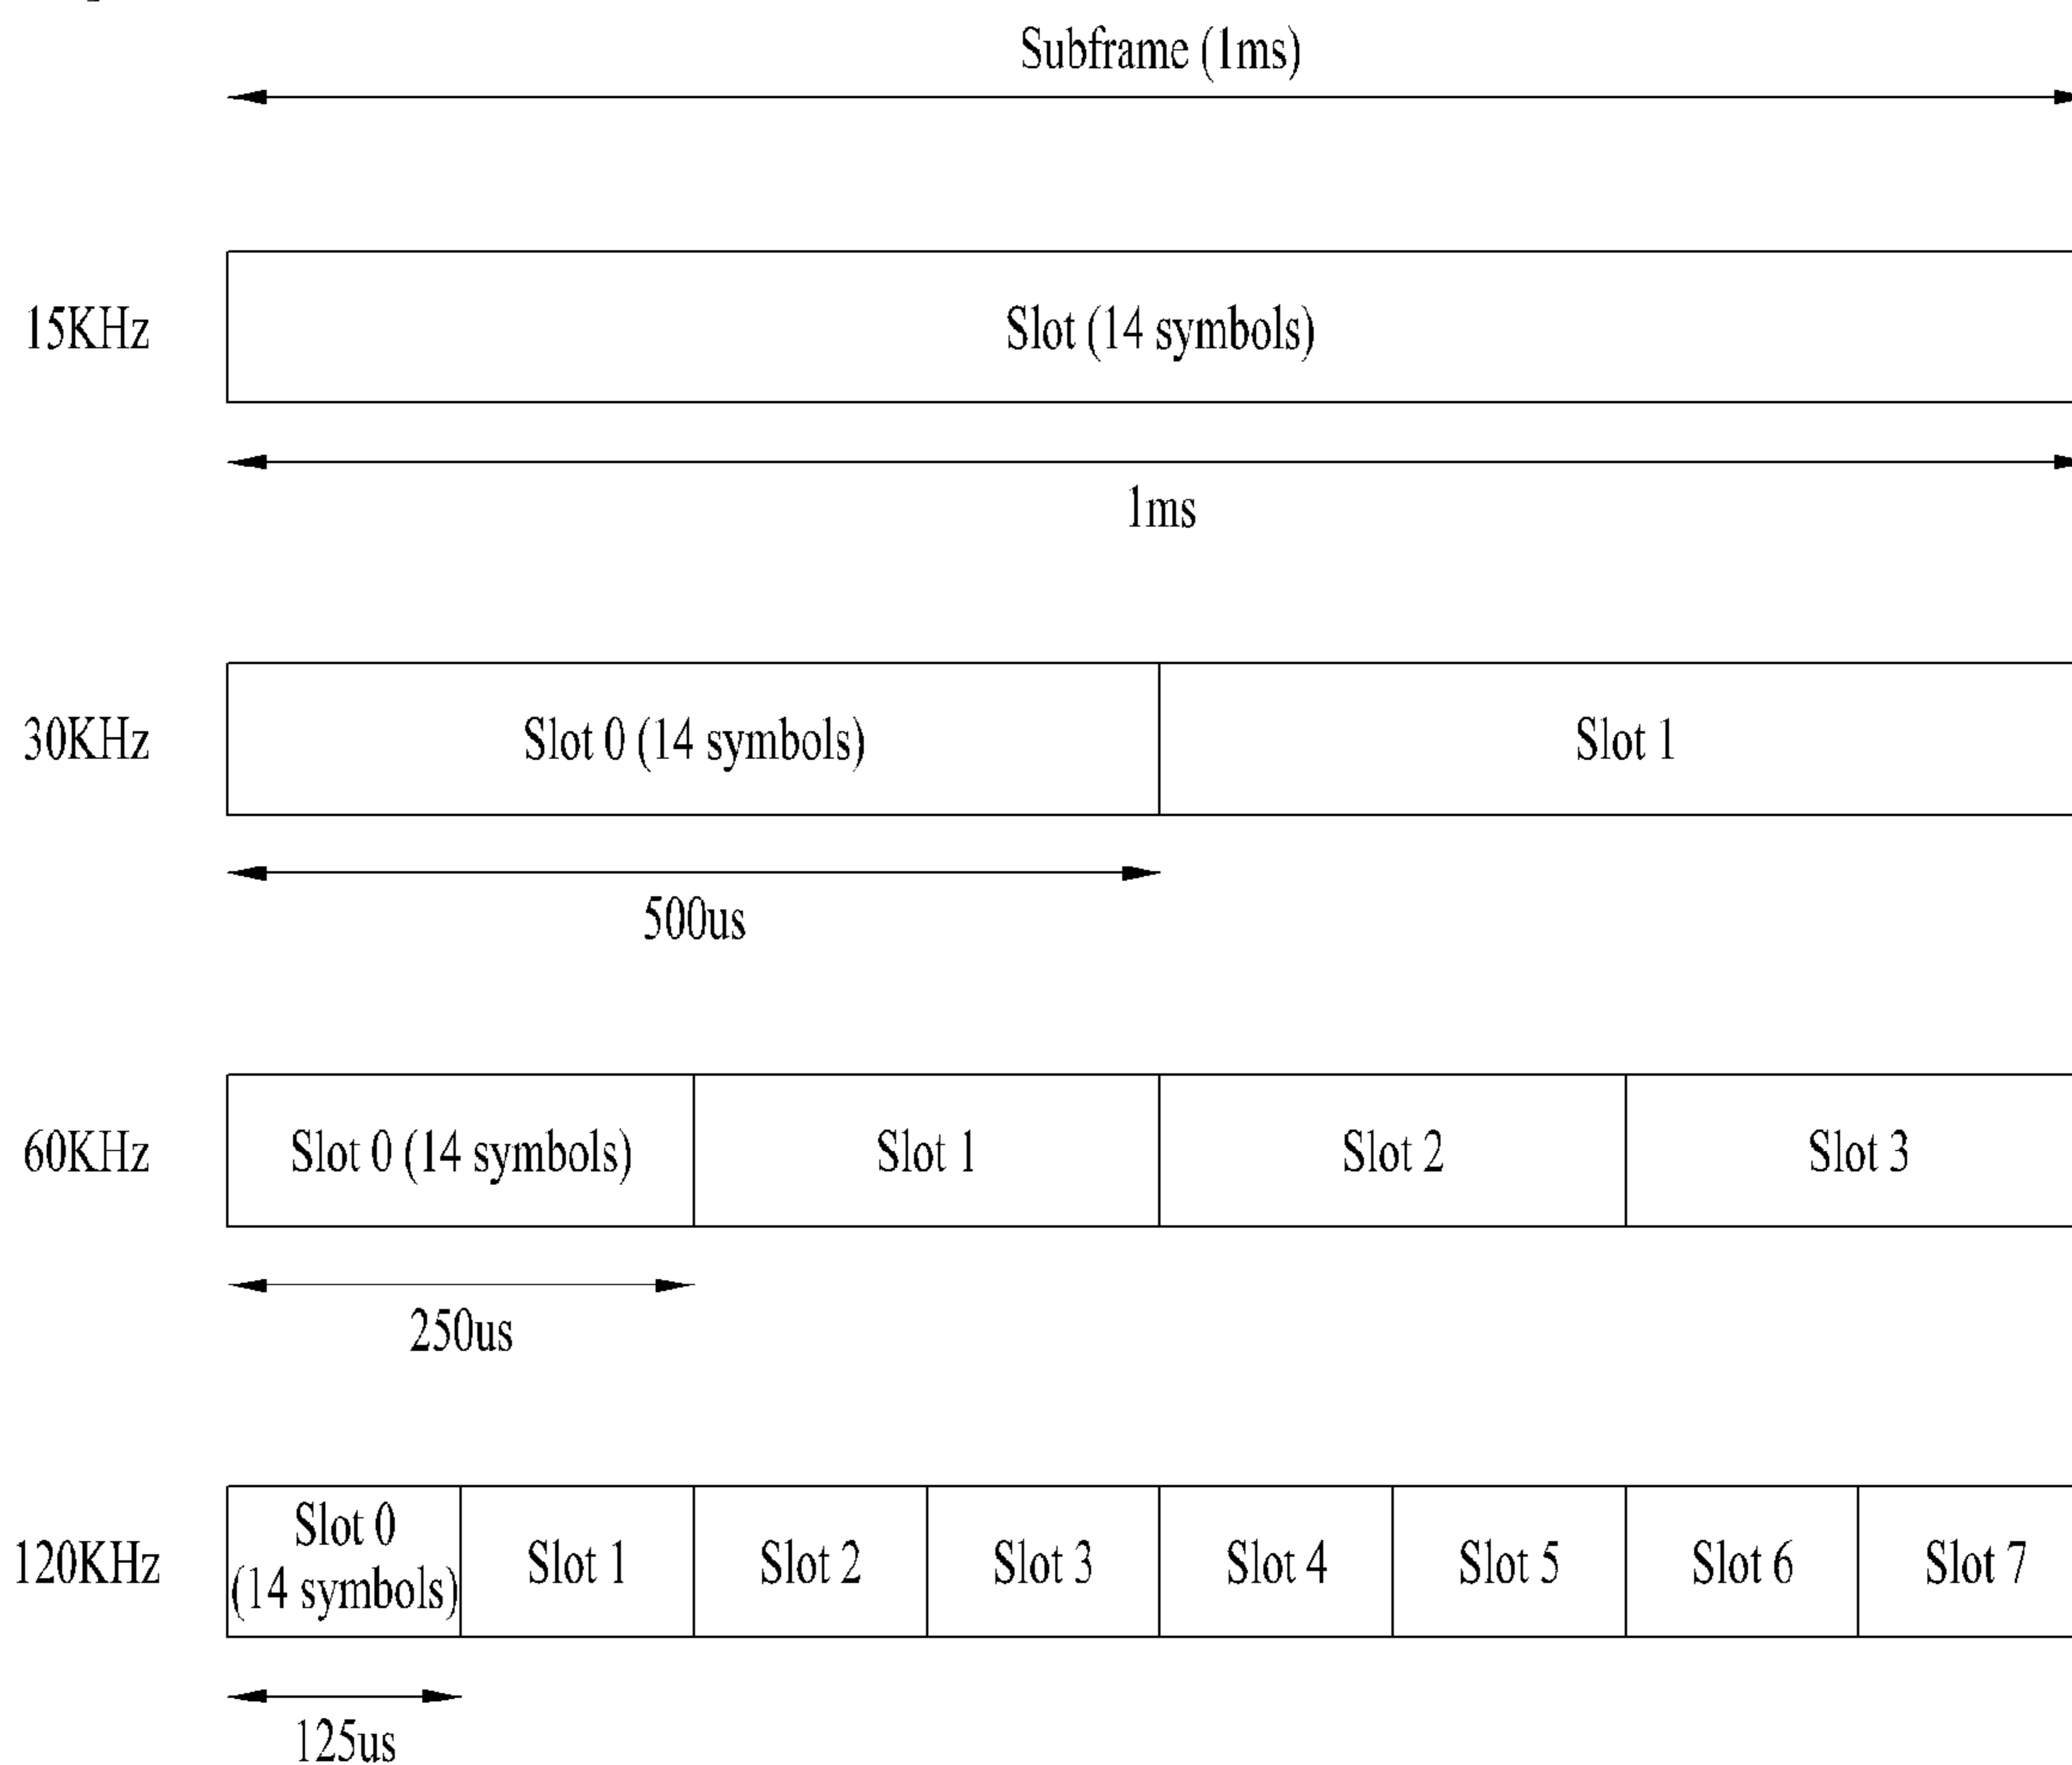 Subframe (1ms)
15KHz
Slot (14 symbols)
1ms
30KHz
Slot 0 (14 symbols)
Slot 1
500us
60KHz
Slot 0 (14 symbols)
Slot 1
Slot 2
Slot 3
250us
120KHz
Slot 0
(14 symbols)
Slot 1
Slot 2
Slot 3
Slot 4
Slot 5
Slot 6
Slot 7
125us